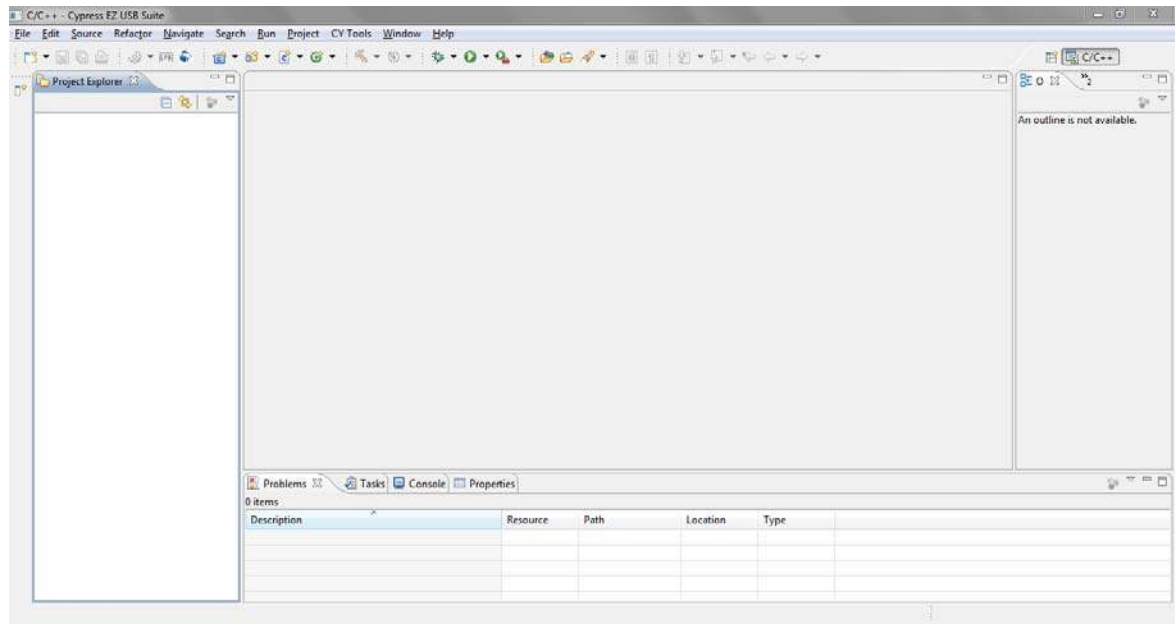 C/C++ - Cypress EZ USB Suite
File Edit Source Refactor Navigate Search Run Project CY Tools Window Help
C/C++
Project Explorer
O
2
An outline is not available.
Problems Tasks Console Properties
0 items
Description Resource Path Location Type